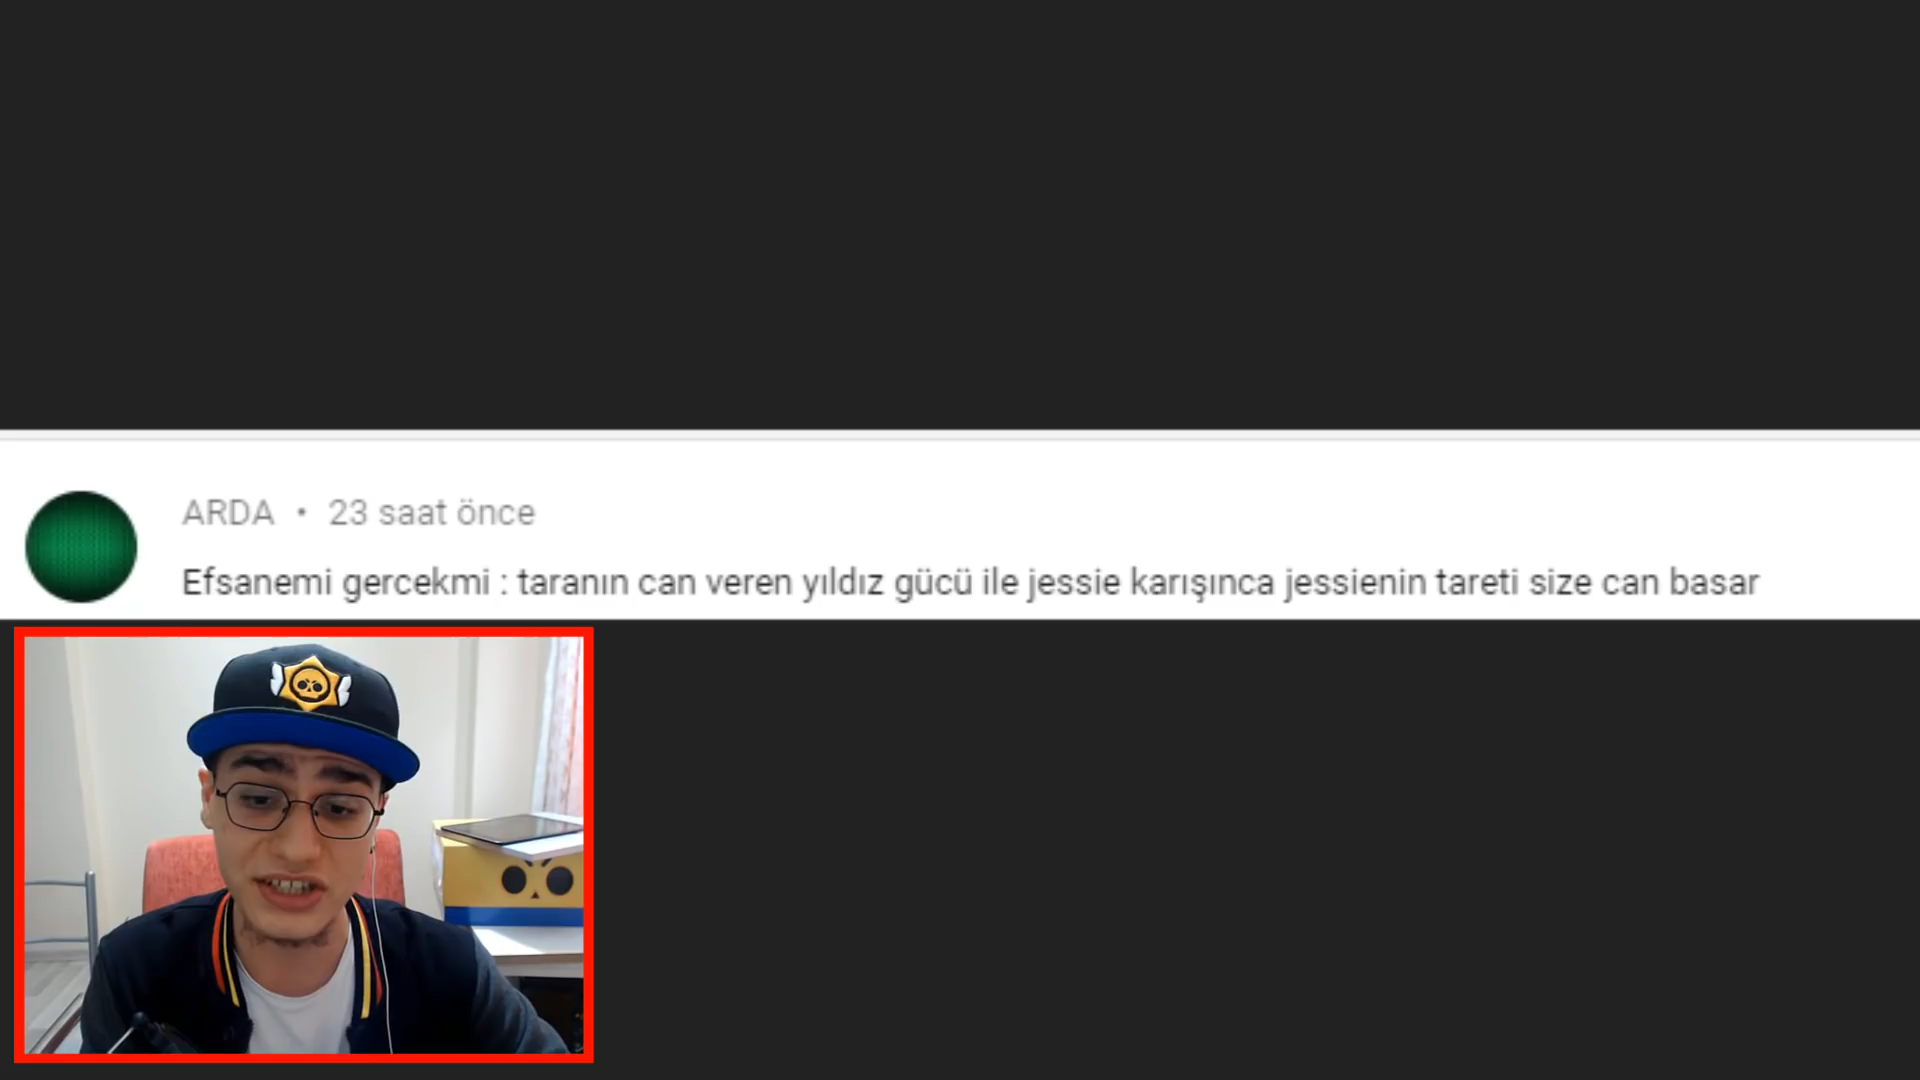 ARDA • 23 saat önce
Efsanemi gercekmi : taranın can veren yıldız gücü ile jessie karışınca jessienin tareti size can basar